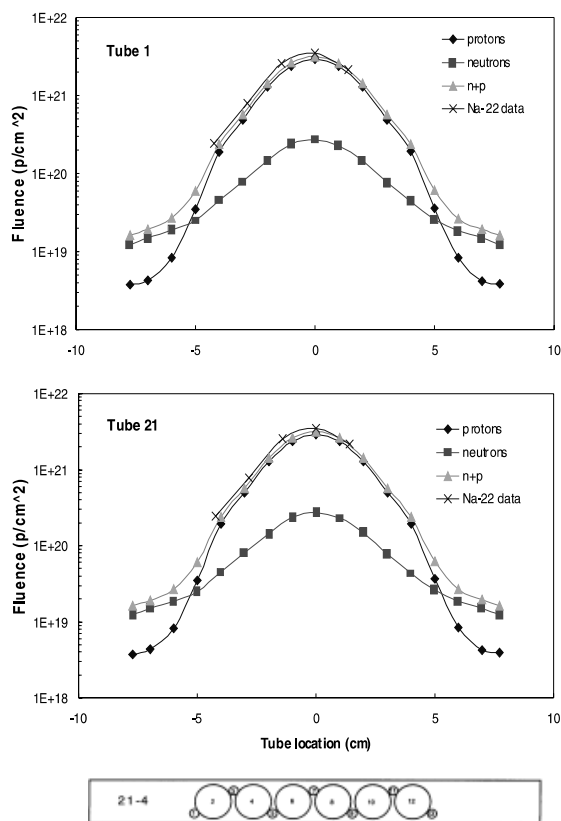 1E+22
Tube 1
protons
neutrons
n+p
Na-22 data
1E+21
1E+20
1E+19
1E+18
Fluence (p/cm ^2)
-10 -5 0 5 10
1E+22
Tube 21
protons
neutrons
n+p
Na-22 data
1E+21
1E+20
1E+19
1E+18
Fluence (p/cm^2)
-10 -5 0 5 10
Tube location (cm)
21-4
2 4 6 8 10 12